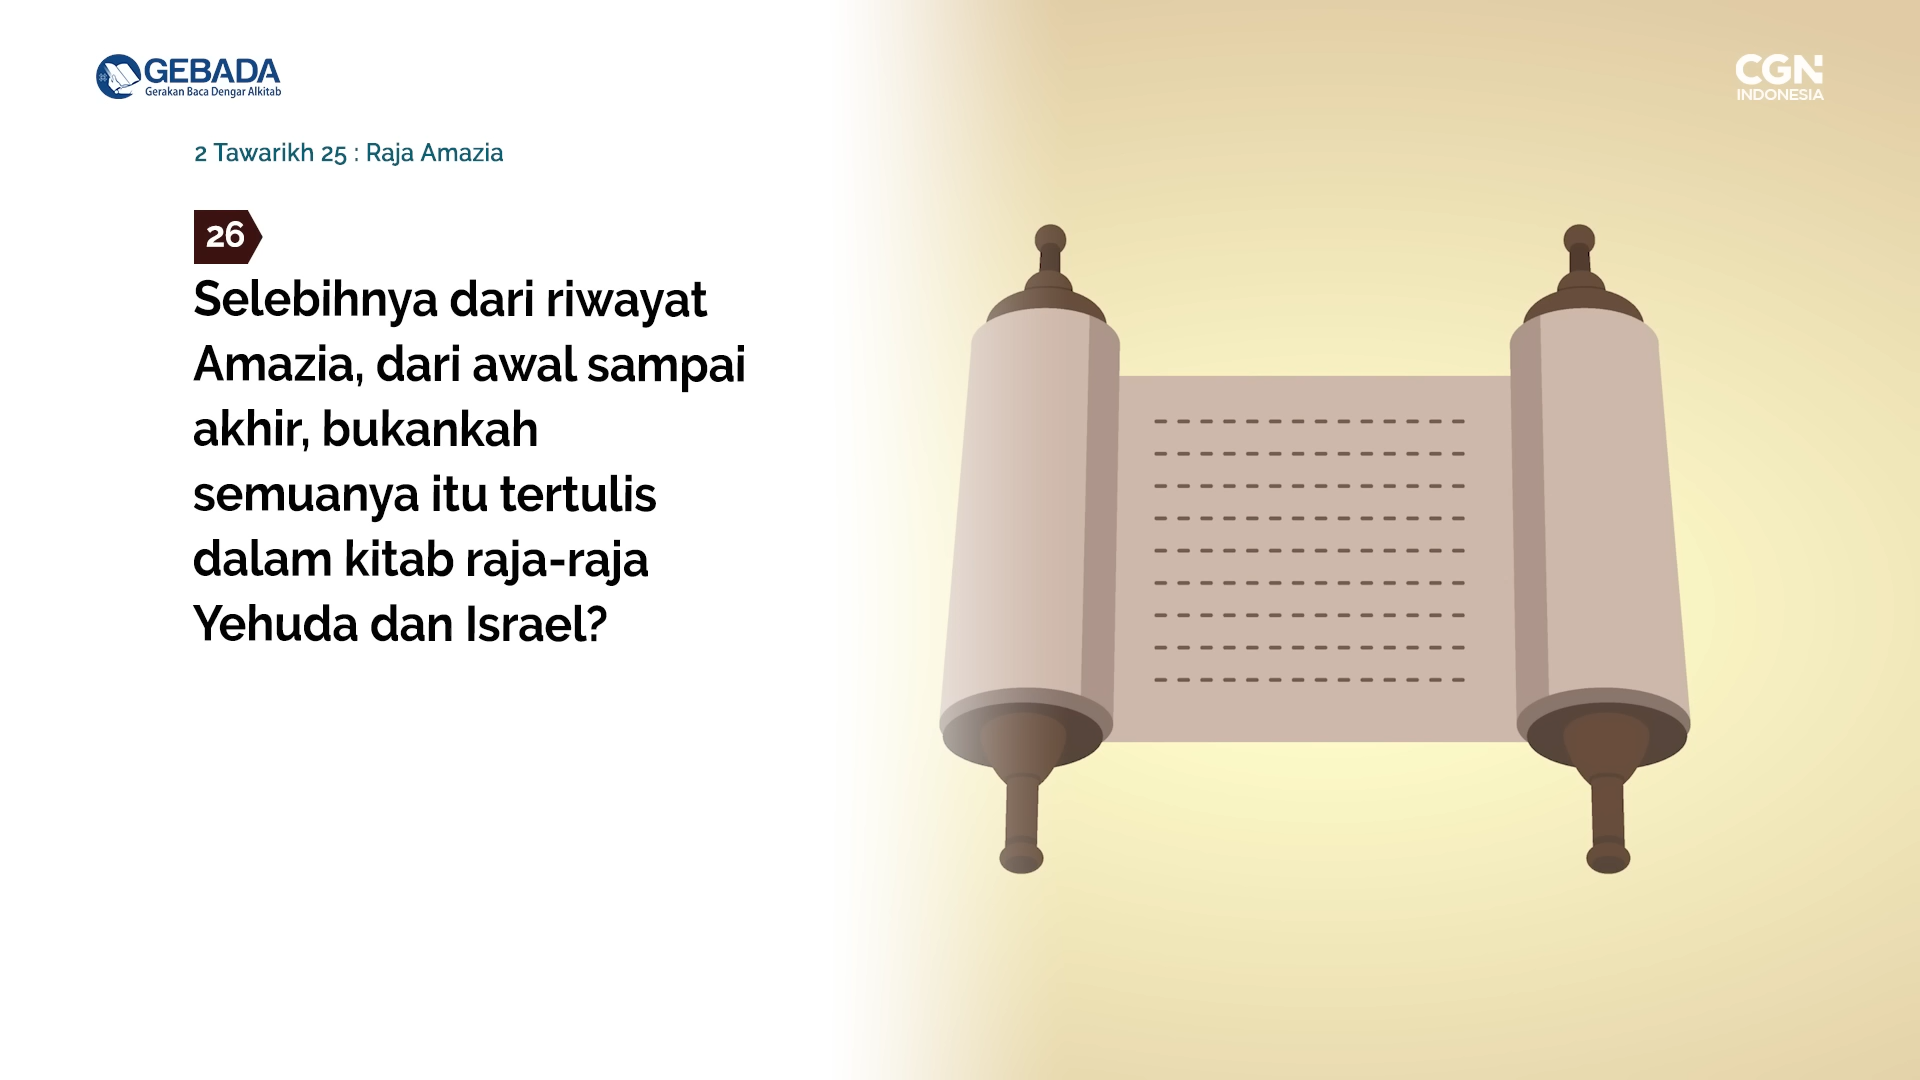 GEBADA
Gerakan Baca Dengar Alkitab
CGN
INDONESIA
2 Tawarikh 25 : Raja Amazia
26
Selebihnya dari riwayat
Amazia, dari awal sampai
akhir, bukankah
semuanya itu tertulis
dalam kitab raja-raja
Yehuda dan Israel?